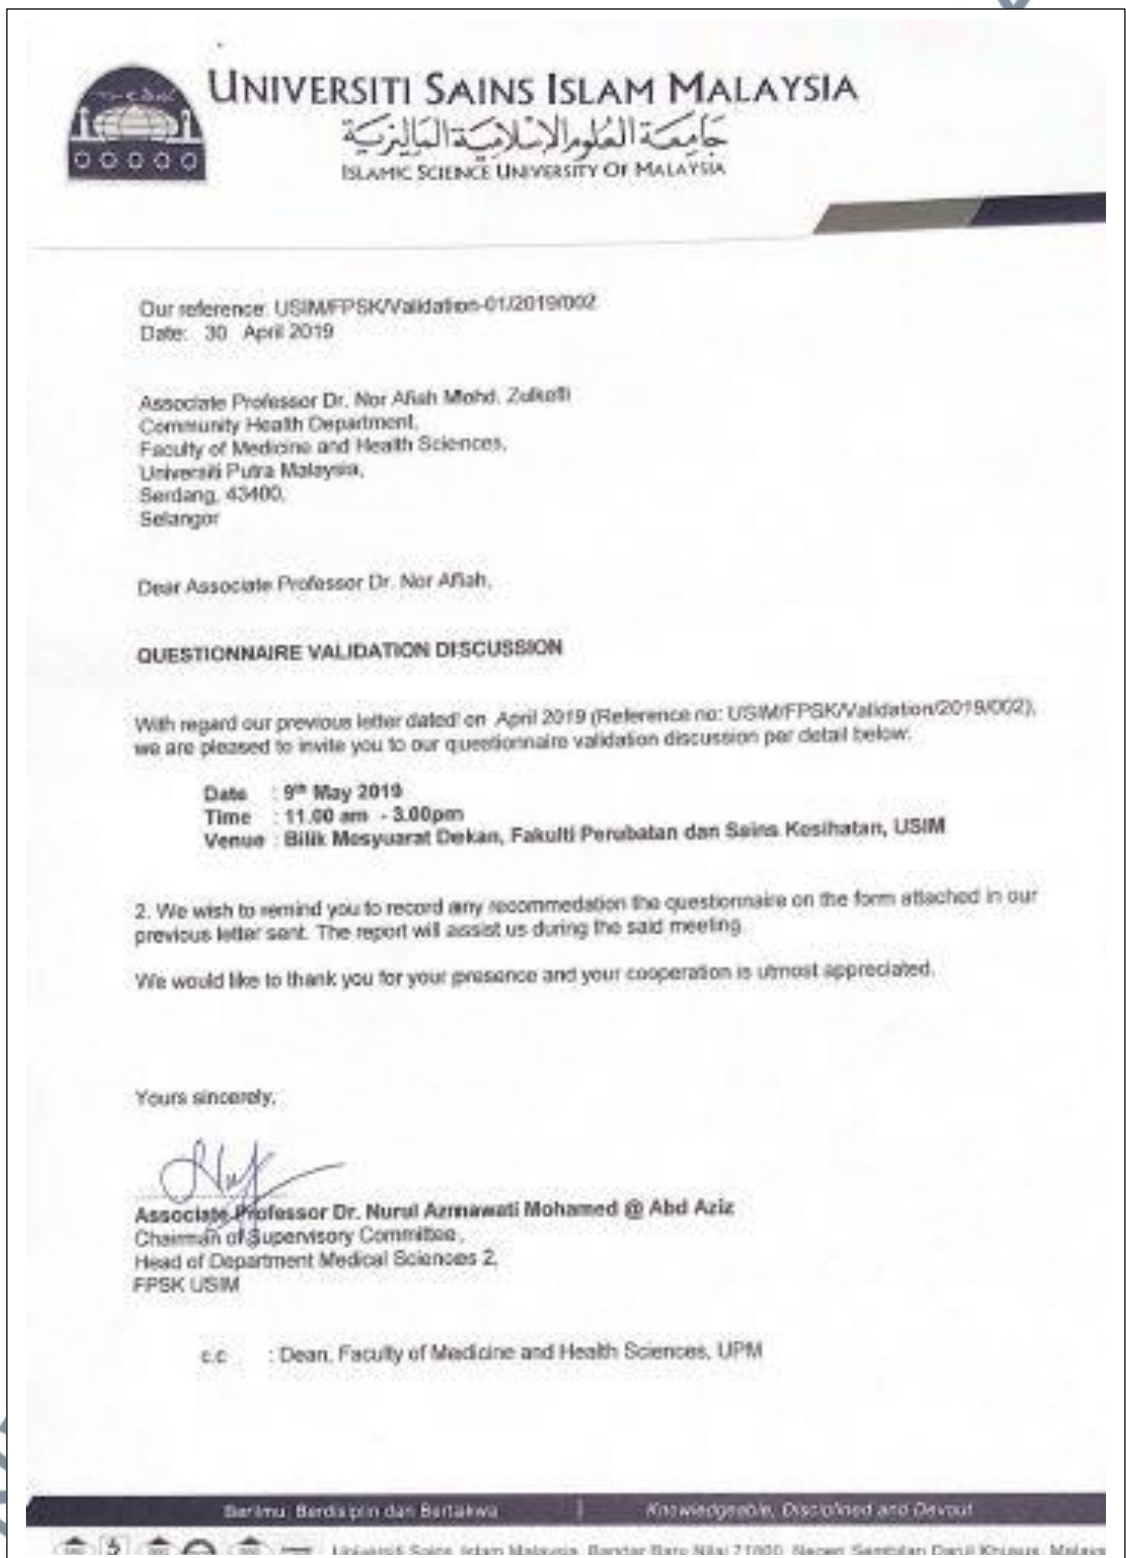 UNIVERSITI SAINS ISLAM MALAYSIA
جامعة العلوم الإسلامية الماليزية
ISLAMIC SCIENCE UNIVERSITY OF MALAYSIA
Our reference: USIM/FPSK/Validation-01/2019/002
Date: 30 April 2019
Associate Professor Dr. Nor Afiah Mohd. Zulkefli
Community Health Department,
Faculty of Medicine and Health Sciences,
Universiti Putra Malaysia,
Serdang, 43400,
Selangor
Dear Associate Professor Dr. Nor Afiah,
QUESTIONNAIRE VALIDATION DISCUSSION
With regard our previous letter dated on April 2019 (Reference no: USIM/FPSK/Validation/2019/002),
we are pleased to invite you to our questionnaire validation discussion per detail below:
Date : 9th May 2019
Time : 11.00 am - 3.00pm
Venue : Bilik Mesyuarat Dekan, Fakulti Perubatan dan Sains Kesihatan, USIM
2. We wish to remind you to record any recommedation the questionnaire on the form attached in our
previous letter sent. The report will assist us during the said meeting.
We would like to thank you for your presence and your cooperation is utmost appreciated.
Yours sincerely,
Associate Professor Dr. Nurul Azmawati Mohamed @ Abd Aziz
Chairman of Supervisory Committee,
Head of Department Medical Sciences 2,
FPSK USIM
c.c : Dean, Faculty of Medicine and Health Sciences, UPM
Berilmu, Berdisiplin dan Bertakwa | Knowledgeable, Disciplined and Devout
Universiti Sains Islam Malaysia, Bandar Baru Nilai 71800, Negeri Sembilan Darul Khusus, Malaysia